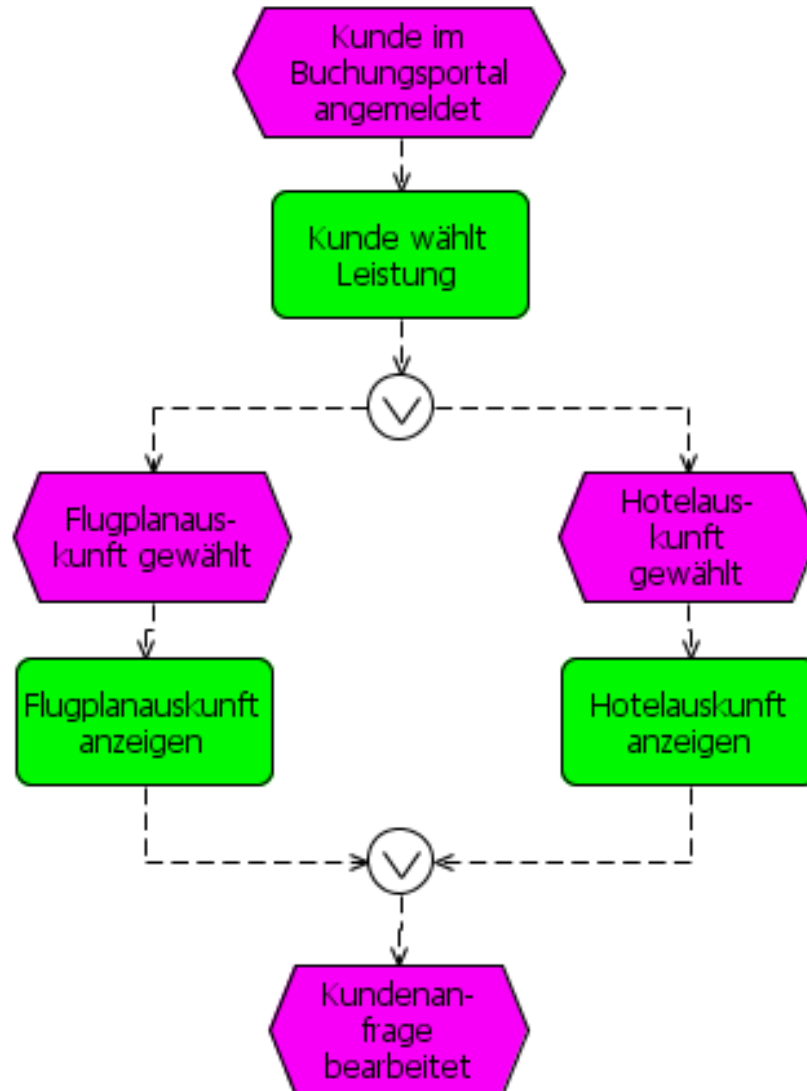 Kunde im
Buchungsportal
angemeldet
Kunde wählt
Leistung
Flugplanaus-
kunft gewählt
Hotelaus-
kunft
gewählt
Flugplanauskunft
anzeigen
Hotelauskunft
anzeigen
Kundenan-
frage
bearbeitet